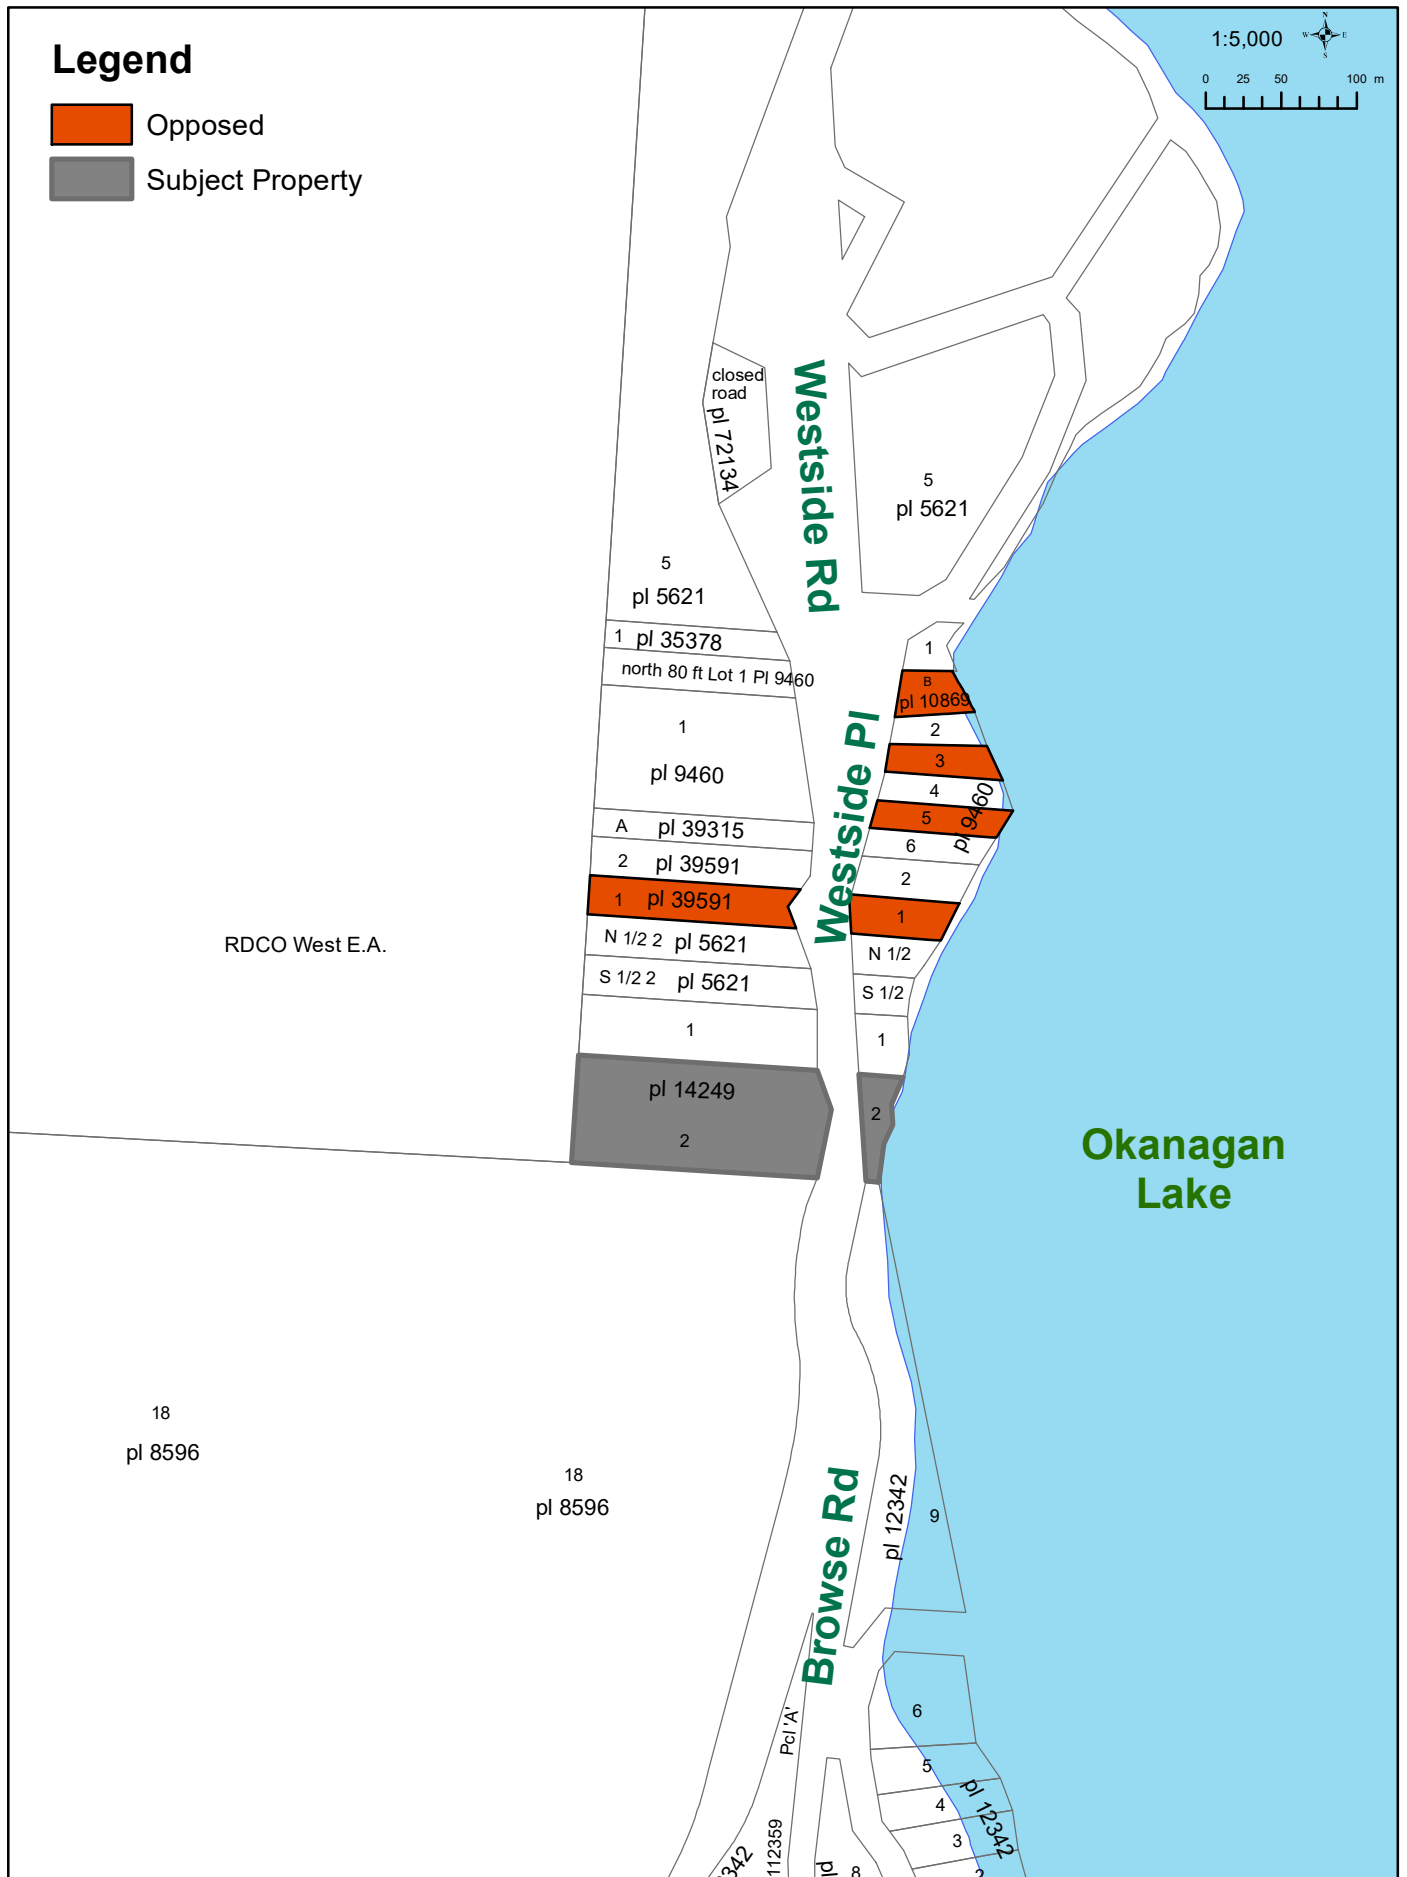 Legend
Opposed
Subject Property
1:5,000
N
W
E
S
0 25 50 100 m
closed
road
pl 72134
Westside Rd
5
pl 5621
5
pl 5621
1 pl 35378
north 80 ft Lot 1 Pl 9460
1
pl 9460
A pl 39315
2 pl 39591
1 pl 39591
N 1/2 2 pl 5621
S 1/2 2 pl 5621
1
pl 14249
2
Westside Pl
1
B
pl 10869
2
3
4
5
pl 9460
6
2
1
N 1/2
S 1/2
1
2
RDCO West E.A.
Okanagan
Lake
18
pl 8596
18
pl 8596
Browse Rd
pl 12342
9
Pcl 'A'
6
5
4
3
2
pl 12342
342
112359
pl
8